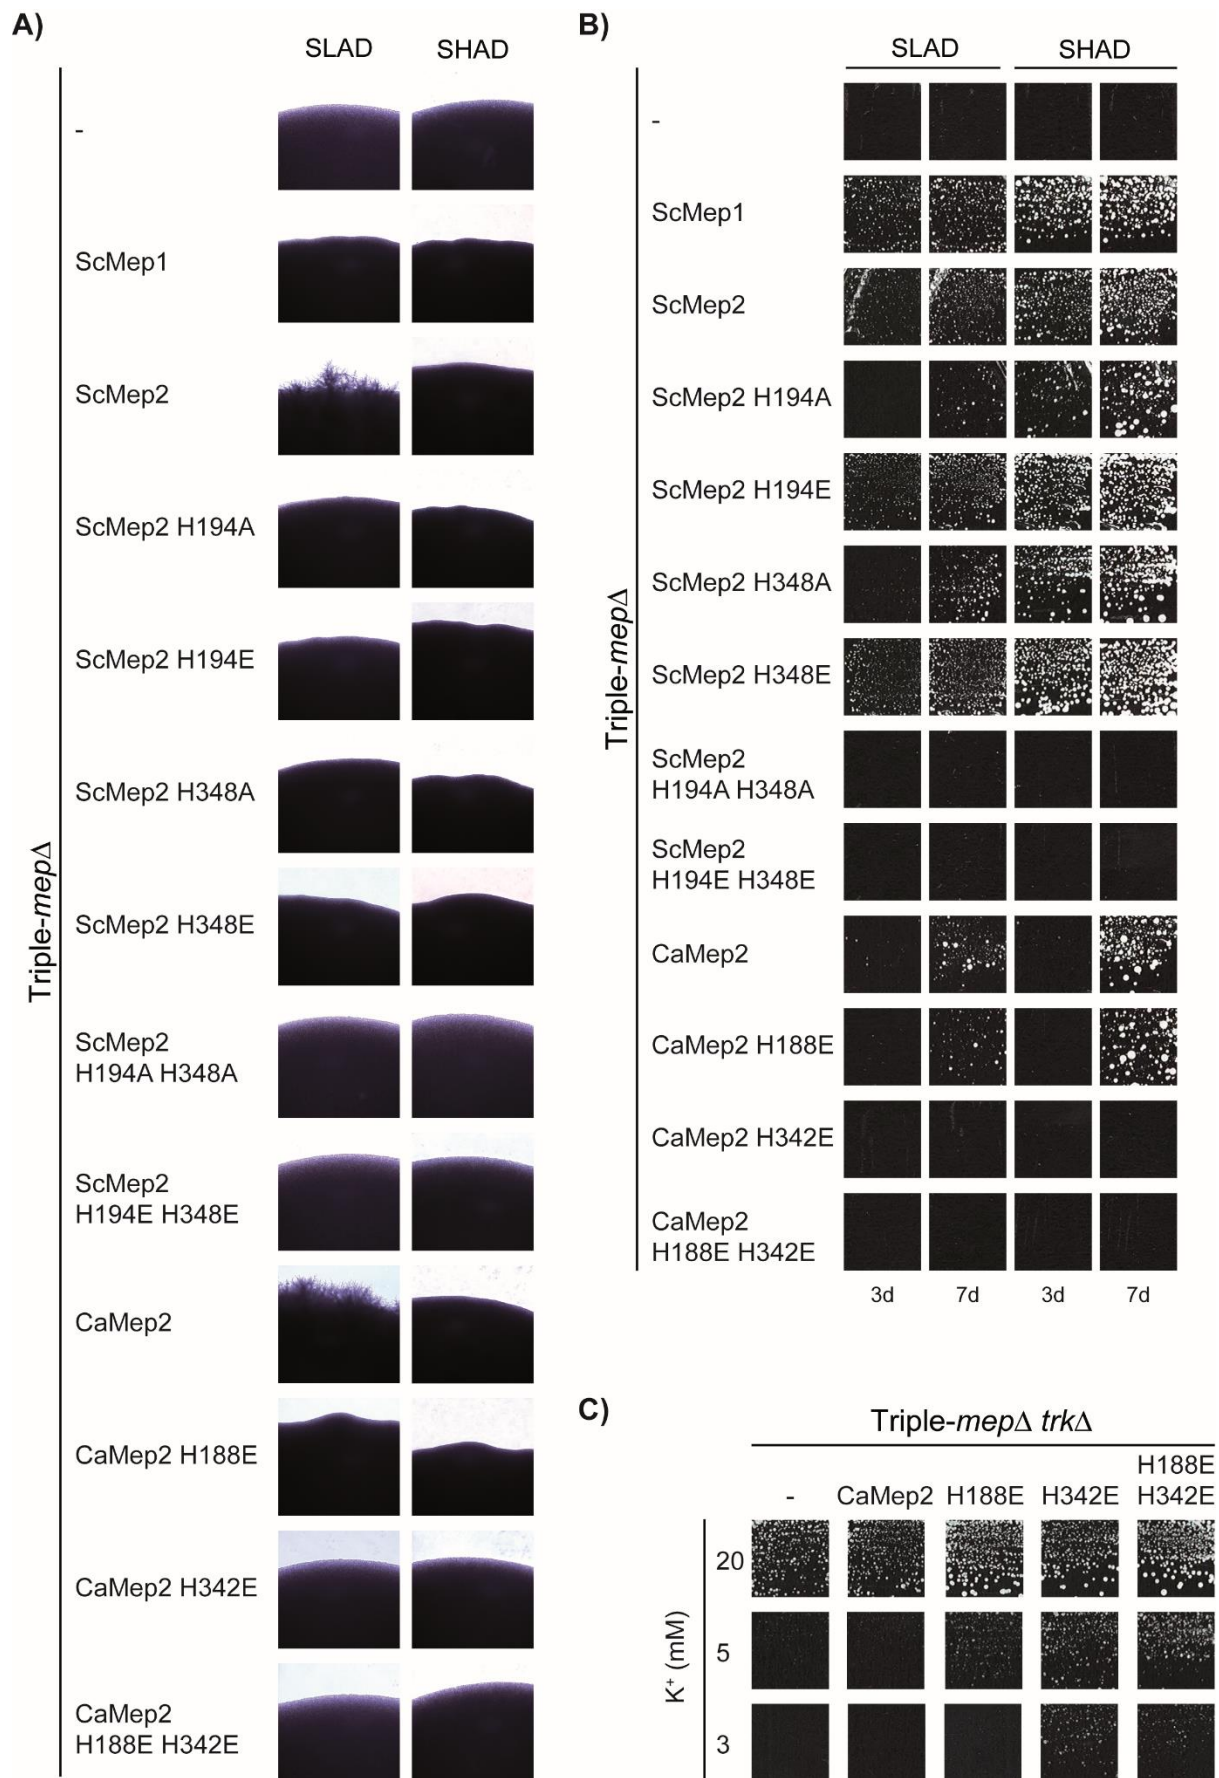 A)
SLAD SHAD
Triple-mepΔ
-
ScMep1
ScMep2
ScMep2 H194A
ScMep2 H194E
ScMep2 H348A
ScMep2 H348E
ScMep2
H194A H348A
ScMep2
H194E H348E
CaMep2
CaMep2 H188E
CaMep2 H342E
CaMep2
H188E H342E
B)
SLAD SHAD
Triple-mepΔ
-
ScMep1
ScMep2
ScMep2 H194A
ScMep2 H194E
ScMep2 H348A
ScMep2 H348E
ScMep2
H194A H348A
ScMep2
H194E H348E
CaMep2
CaMep2 H188E
CaMep2 H342E
CaMep2
H188E H342E
3d 7d 3d 7d
C)
Triple-mepΔ trkΔ
H188E
- CaMep2 H188E H342E H342E
K⁺ (mM)
20
5
3